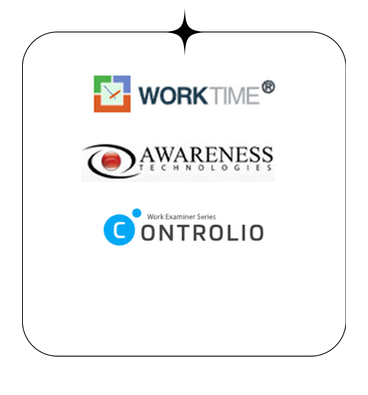 WORKTIME®
AWARENESS
TECHNOLOGIES
Work Examiner Series
CONTROLIO